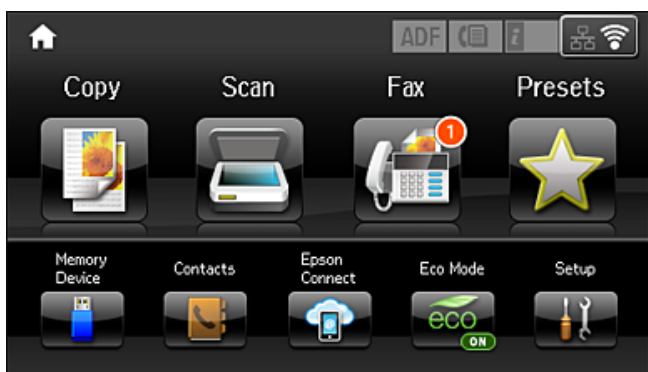 ADF
i
Copy
Scan
Fax
Presets
1
Memory
Device
Contacts
Epson
Connect
Eco Mode
Setup
eco
ON